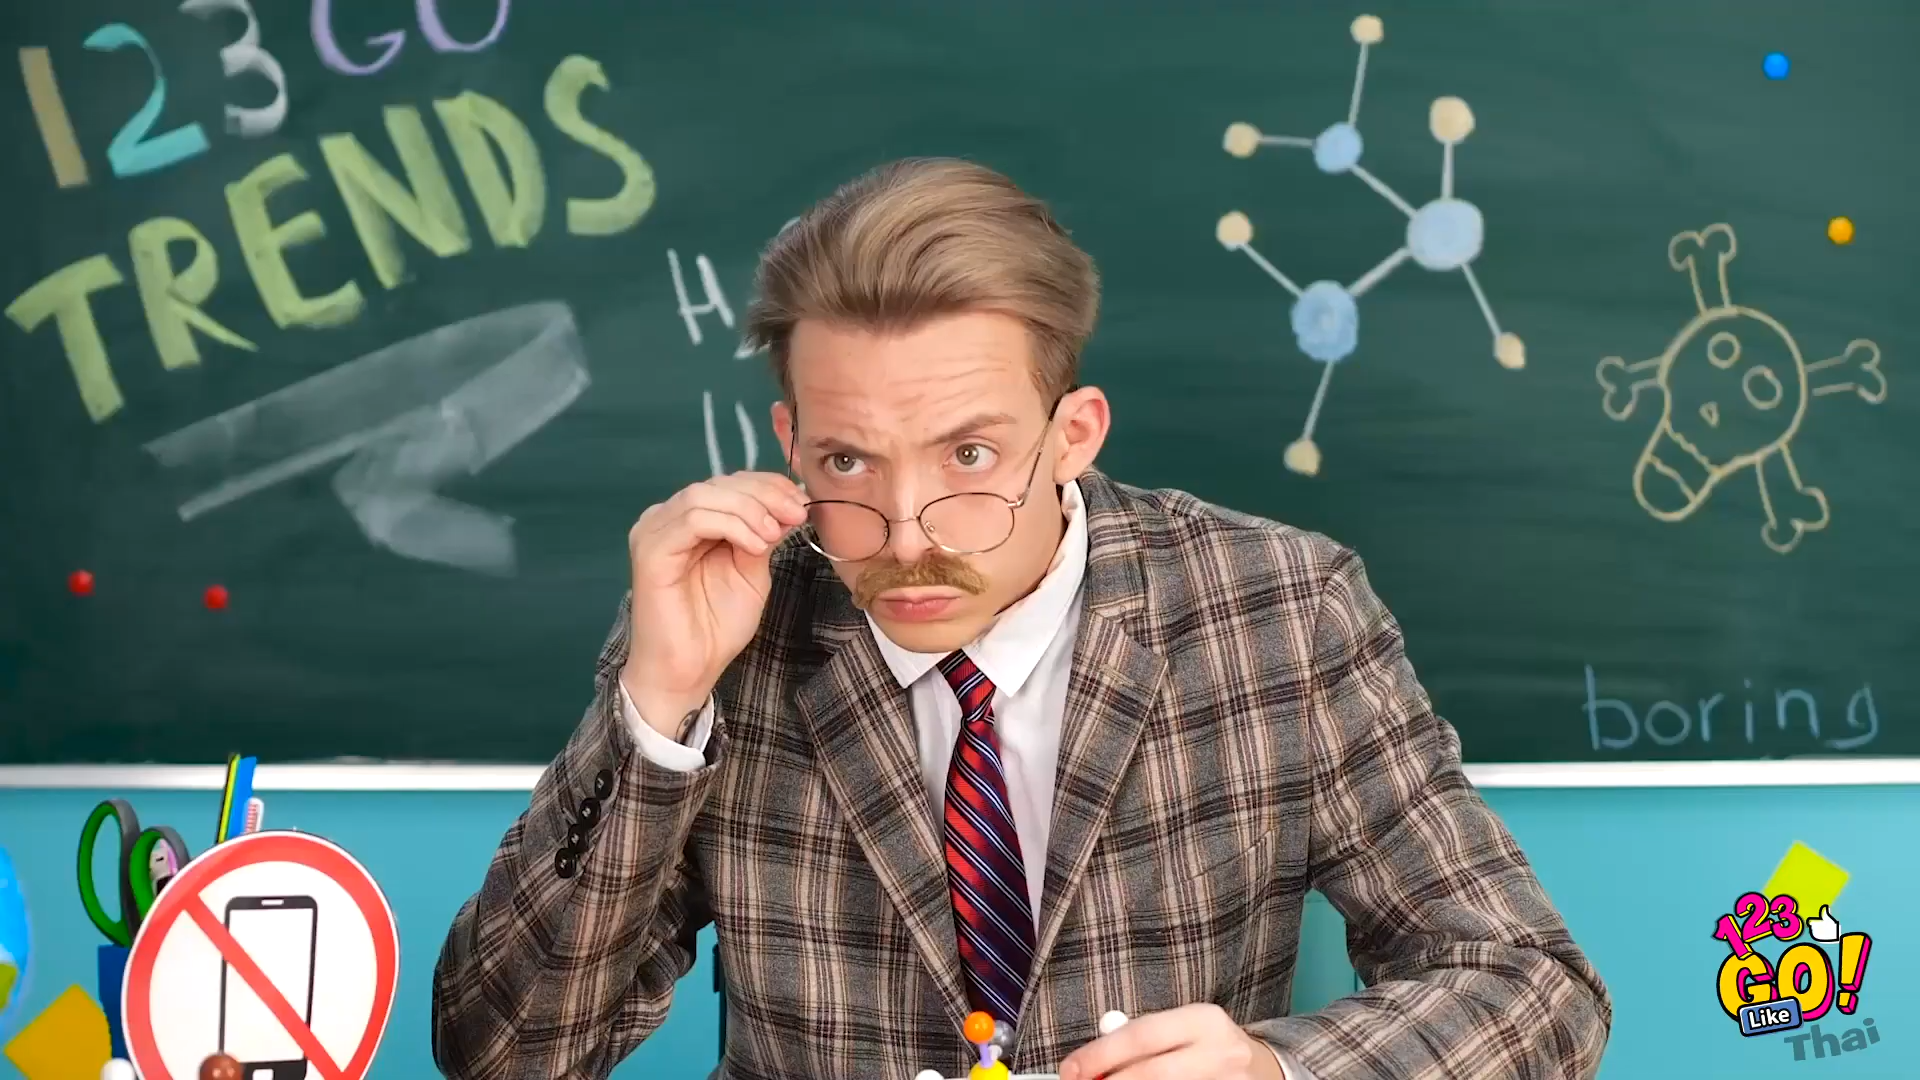 123 GO
TRENDS
H
boring
123
GO!
Like
Thai